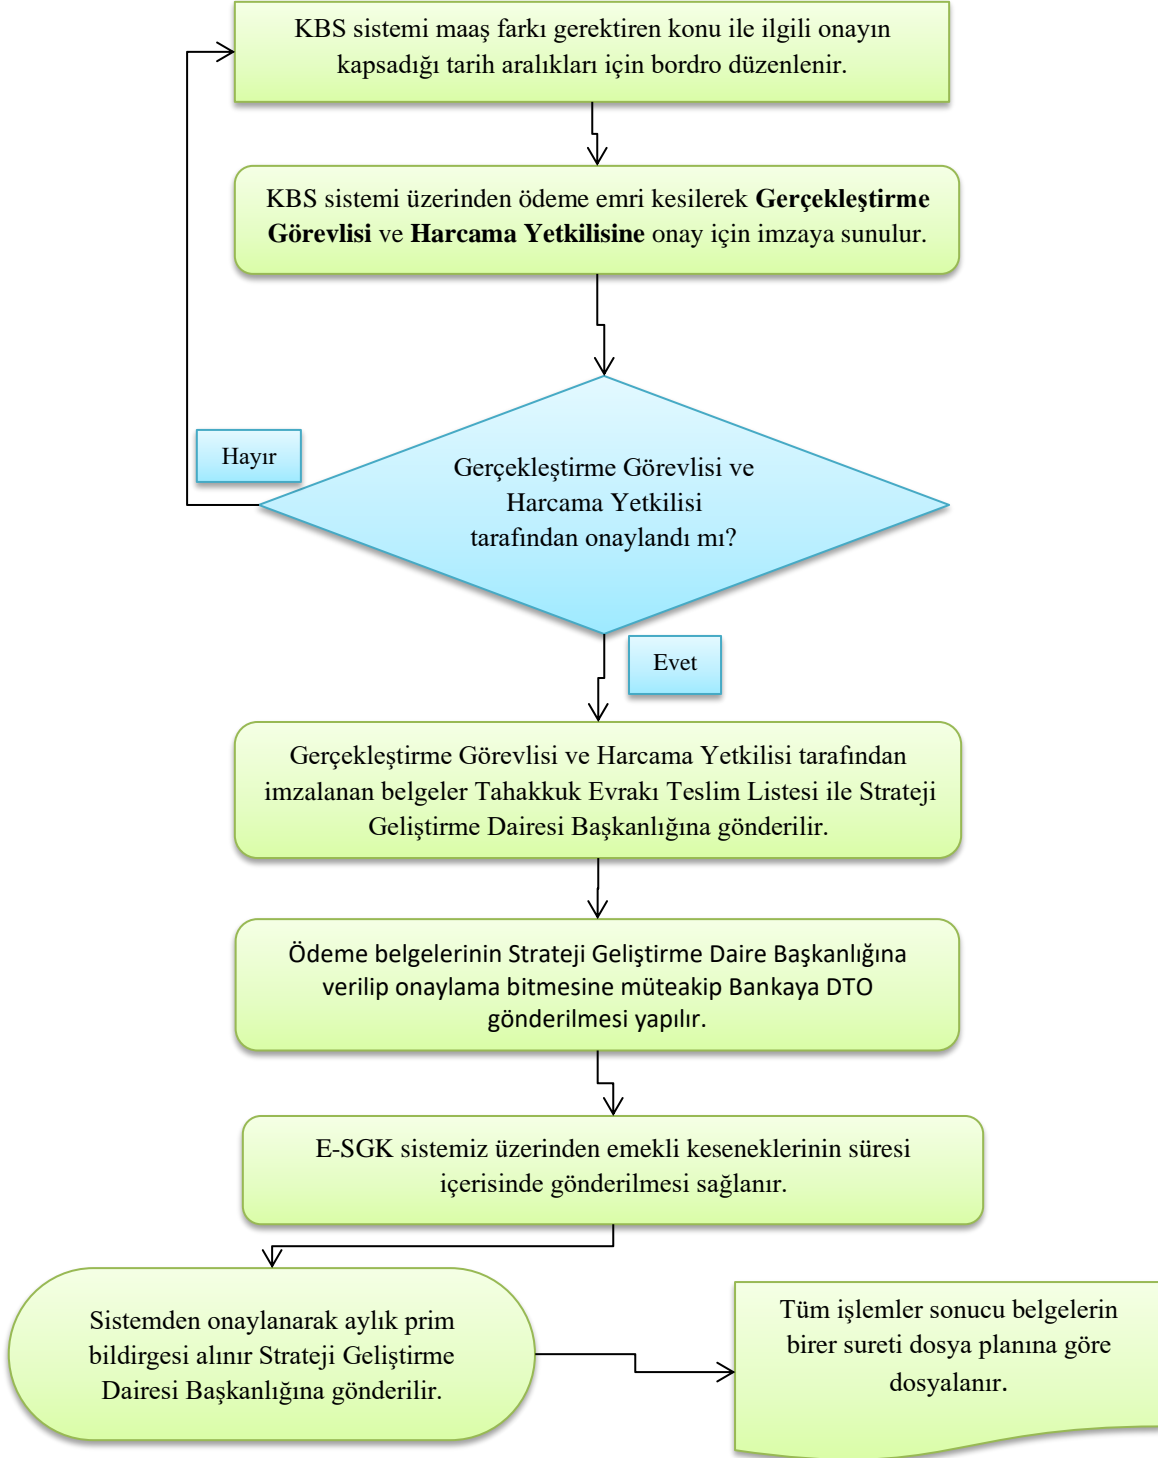 KBS sistemi maaş farkı gerektiren konu ile ilgili onayın
kapsadığı tarih aralıkları için bordro düzenlenir.
KBS sistemi üzerinden ödeme emri kesilerek Gerçekleştirme
Görevlisi ve Harcama Yetkilisine onay için imzaya sunulur.
Hayır
Gerçekleştirme Görevlisi ve
Harcama Yetkilisi
tarafından onaylandı mı?
Evet
Gerçekleştirme Görevlisi ve Harcama Yetkilisi tarafından
imzalanan belgeler Tahakkuk Evrakı Teslim Listesi ile Strateji
Geliştirme Dairesi Başkanlığına gönderilir.
Ödeme belgelerinin Strateji Geliştirme Daire Başkanlığına
verilip onaylama bitmesine müteakip Bankaya DTO
gönderilmesi yapılır.
E-SGK sistemiz üzerinden emekli keseneklerinin süresi
içerisinde gönderilmesi sağlanır.
Sistemden onaylanarak aylık prim
bildirgesi alınır Strateji Geliştirme
Dairesi Başkanlığına gönderilir.
Tüm işlemler sonucu belgelerin
birer sureti dosya planına göre
dosyalanır.